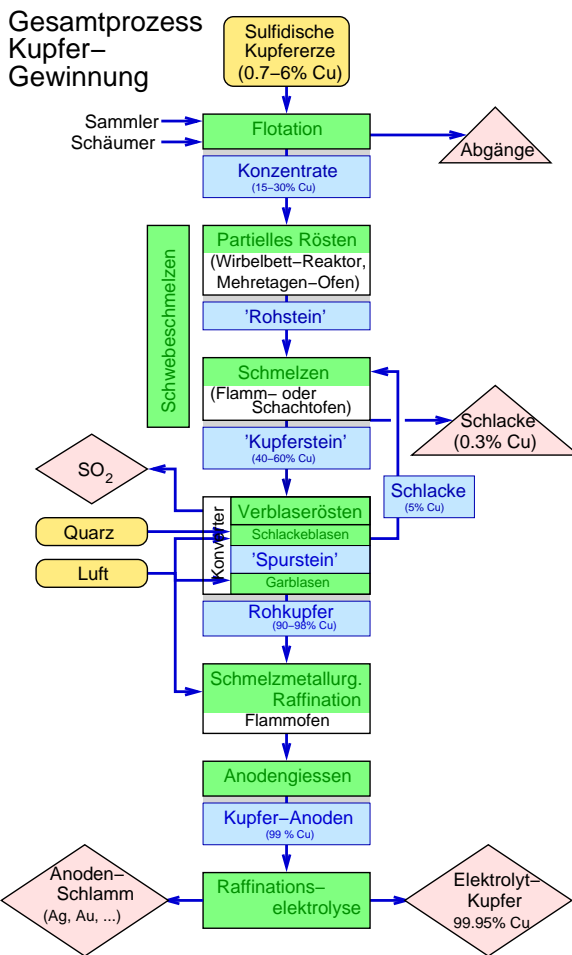 Gesamtprozess
Kupfer–
Gewinnung
Sulfidische
Kupfererze
(0.7–6% Cu)
Sammler
Schäumer
Flotation
Abgänge
Konzentrate
(15–30% Cu)
Schwebeschmelzen
Partielles Rösten
(Wirbelbett–Reaktor,
Mehretagen–Ofen)
'Rohstein'
Schmelzen
(Flamm– oder
Schachtofen)
Schlacke
(0.3% Cu)
'Kupferstein'
(40–60% Cu)
SO2
Schlacke
(5% Cu)
Konverter
Verblaserösten
Quarz
Schlackeblasen
'Spurstein'
Luft
Garblasen
Rohkupfer
(90–98% Cu)
Schmelzmetallurg.
Raffination
Flammofen
Anodengiessen
Kupfer–Anoden
(99 % Cu)
Anoden–
Schlamm
(Ag, Au, ...)
Raffinations–
elektrolyse
Elektrolyt–
Kupfer
99.95% Cu